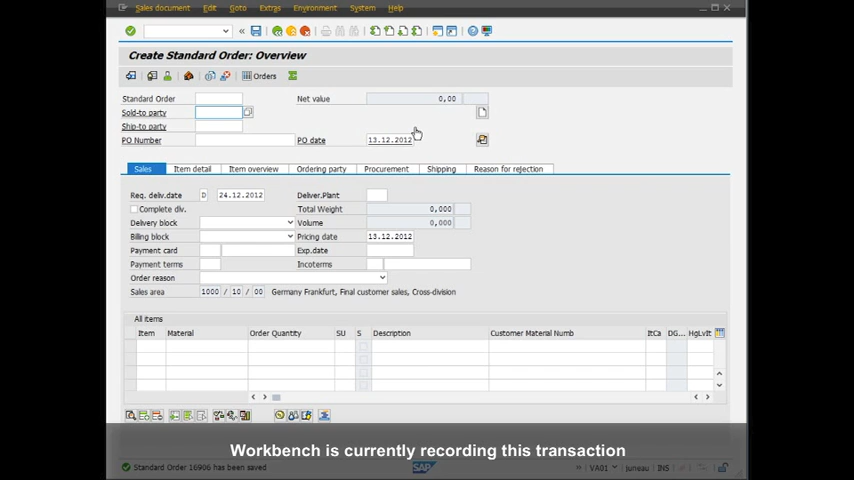 Sales document Edit Goto Extras Environment System Help
Create Standard Order: Overview
Orders
Standard Order Net value 0,00
Sold-to party
Ship-to party
PO Number PO date 13.12.2012
Sales Item detail Item overview Ordering party Procurement Shipping Reason for rejection
Req. deliv.date D 24.12.2012 Deliver.Plant
Complete dlv. Total Weight 0,000
Delivery block Volume 0,000
Billing block Pricing date 13.12.2012
Payment card Exp.date
Payment terms Incoterms
Order reason
Sales area 1000 / 10 / 00 Germany Frankfurt, Final customer sales, Cross-division
All items
Item Material Order Quantity SU S Description Customer Material Numb ItCa DG... HgLvIt
Workbench is currently recording this transaction
Standard Order 16906 has been saved SAP VA01 juneau INS